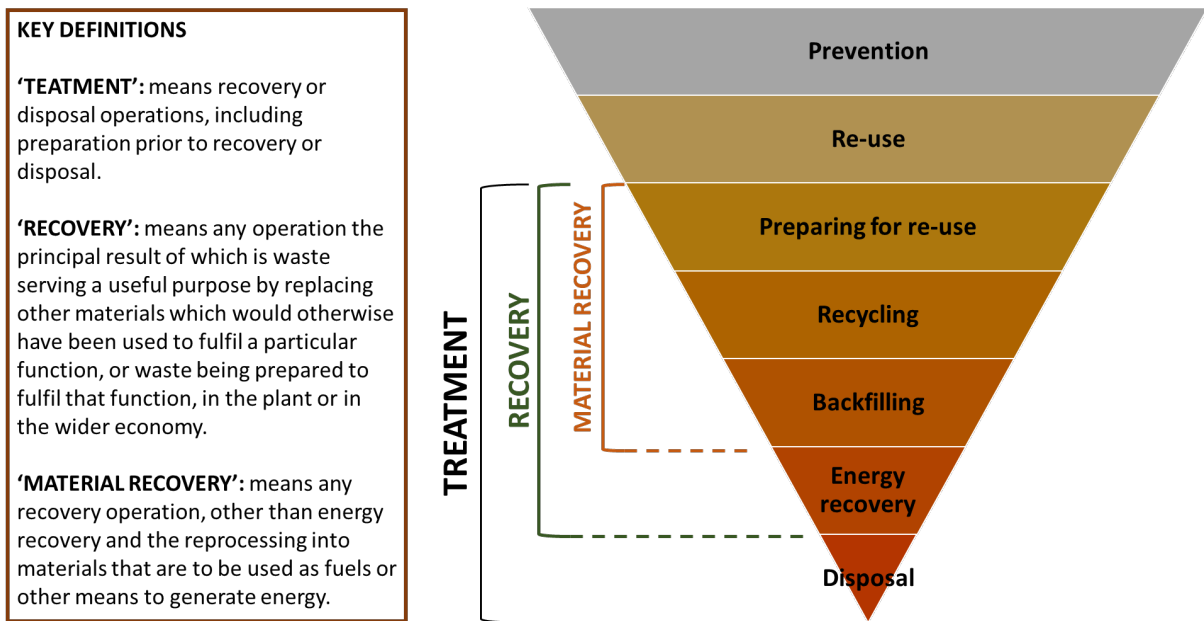 KEY DEFINITIONS
‘TEATMENT’: means recovery or
disposal operations, including
preparation prior to recovery or
disposal.
‘RECOVERY’: means any operation the
principal result of which is waste
serving a useful purpose by replacing
other materials which would otherwise
have been used to fulfil a particular
function, or waste being prepared to
fulfil that function, in the plant or in
the wider economy.
‘MATERIAL RECOVERY’: means any
recovery operation, other than energy
recovery and the reprocessing into
materials that are to be used as fuels or
other means to generate energy.
TREATMENT
RECOVERY
MATERIAL RECOVERY
Prevention
Re-use
Preparing for re-use
Recycling
Backfilling
Energy
recovery
Disposal